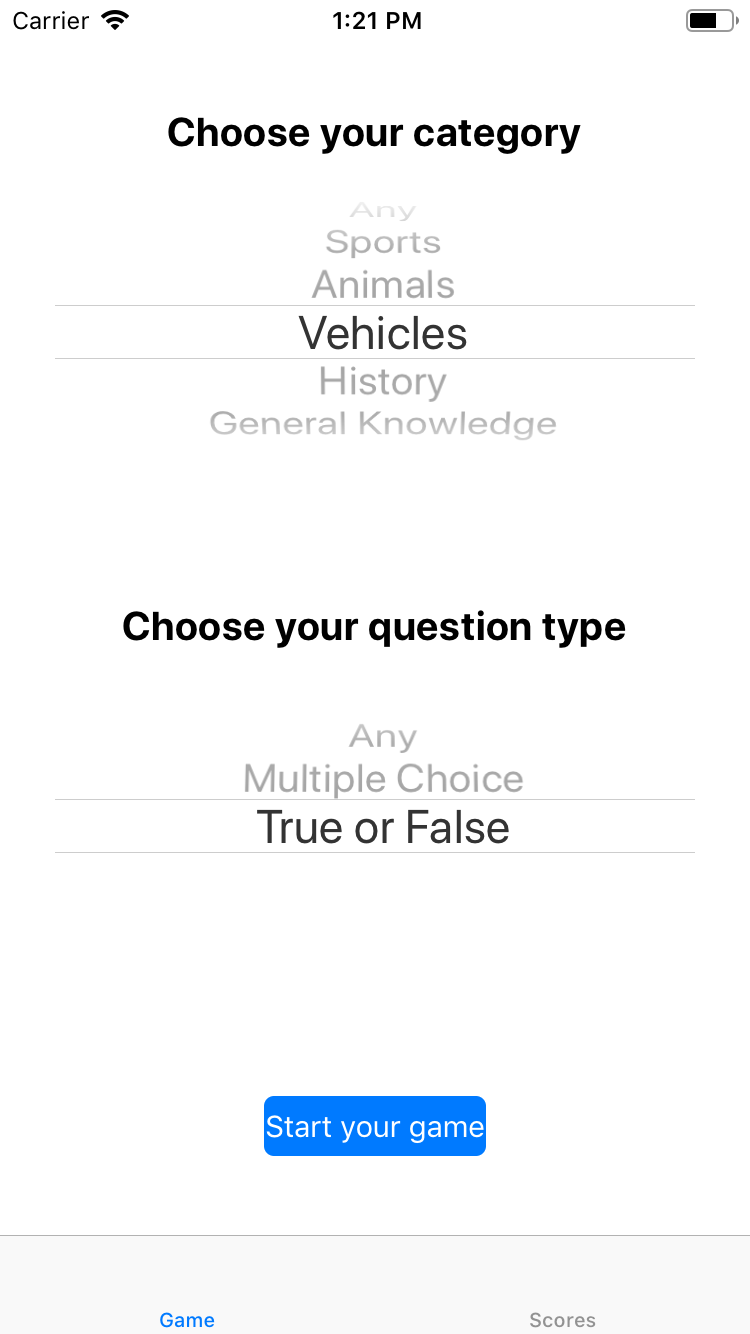 Carrier 1:21 PM
Choose your category
Any
Sports
Animals
Vehicles
History
General Knowledge
Choose your question type
Any
Multiple Choice
True or False
Start your game
Game Scores